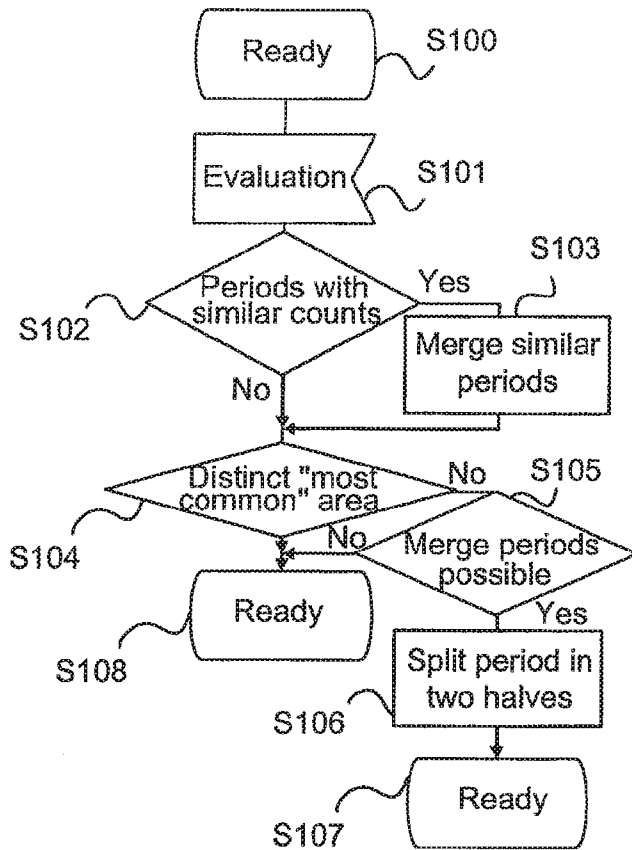 Ready
S100
Evaluation
S101
Periods with
similar counts
S102
Yes
S103
Merge similar
periods
No
Distinct "most
common" area
S104
No
S105
Merge periods
possible
No
Yes
Ready
S108
Split period in
two halves
S106
Ready
S107